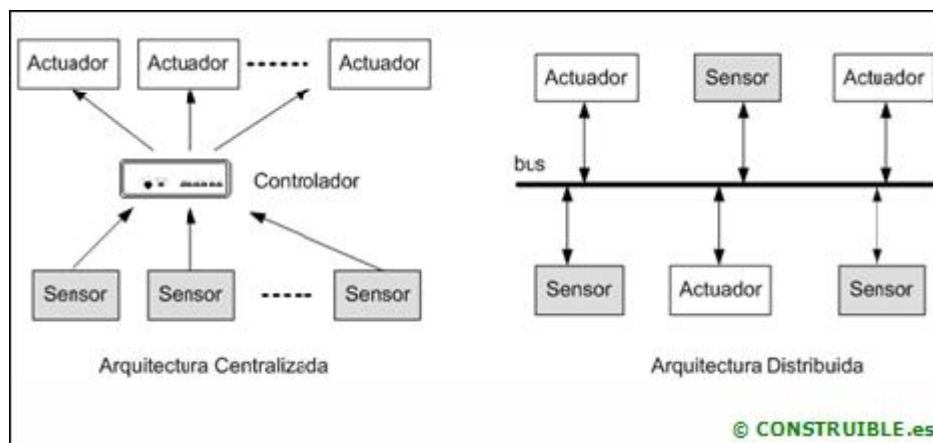 Actuador Actuador Actuador
Controlador
Sensor Sensor Sensor
Arquitectura Centralizada
Actuador Sensor Actuador
bus
Sensor Actuador Sensor
Arquitectura Distribuida
© CONSTRUIBLE.es